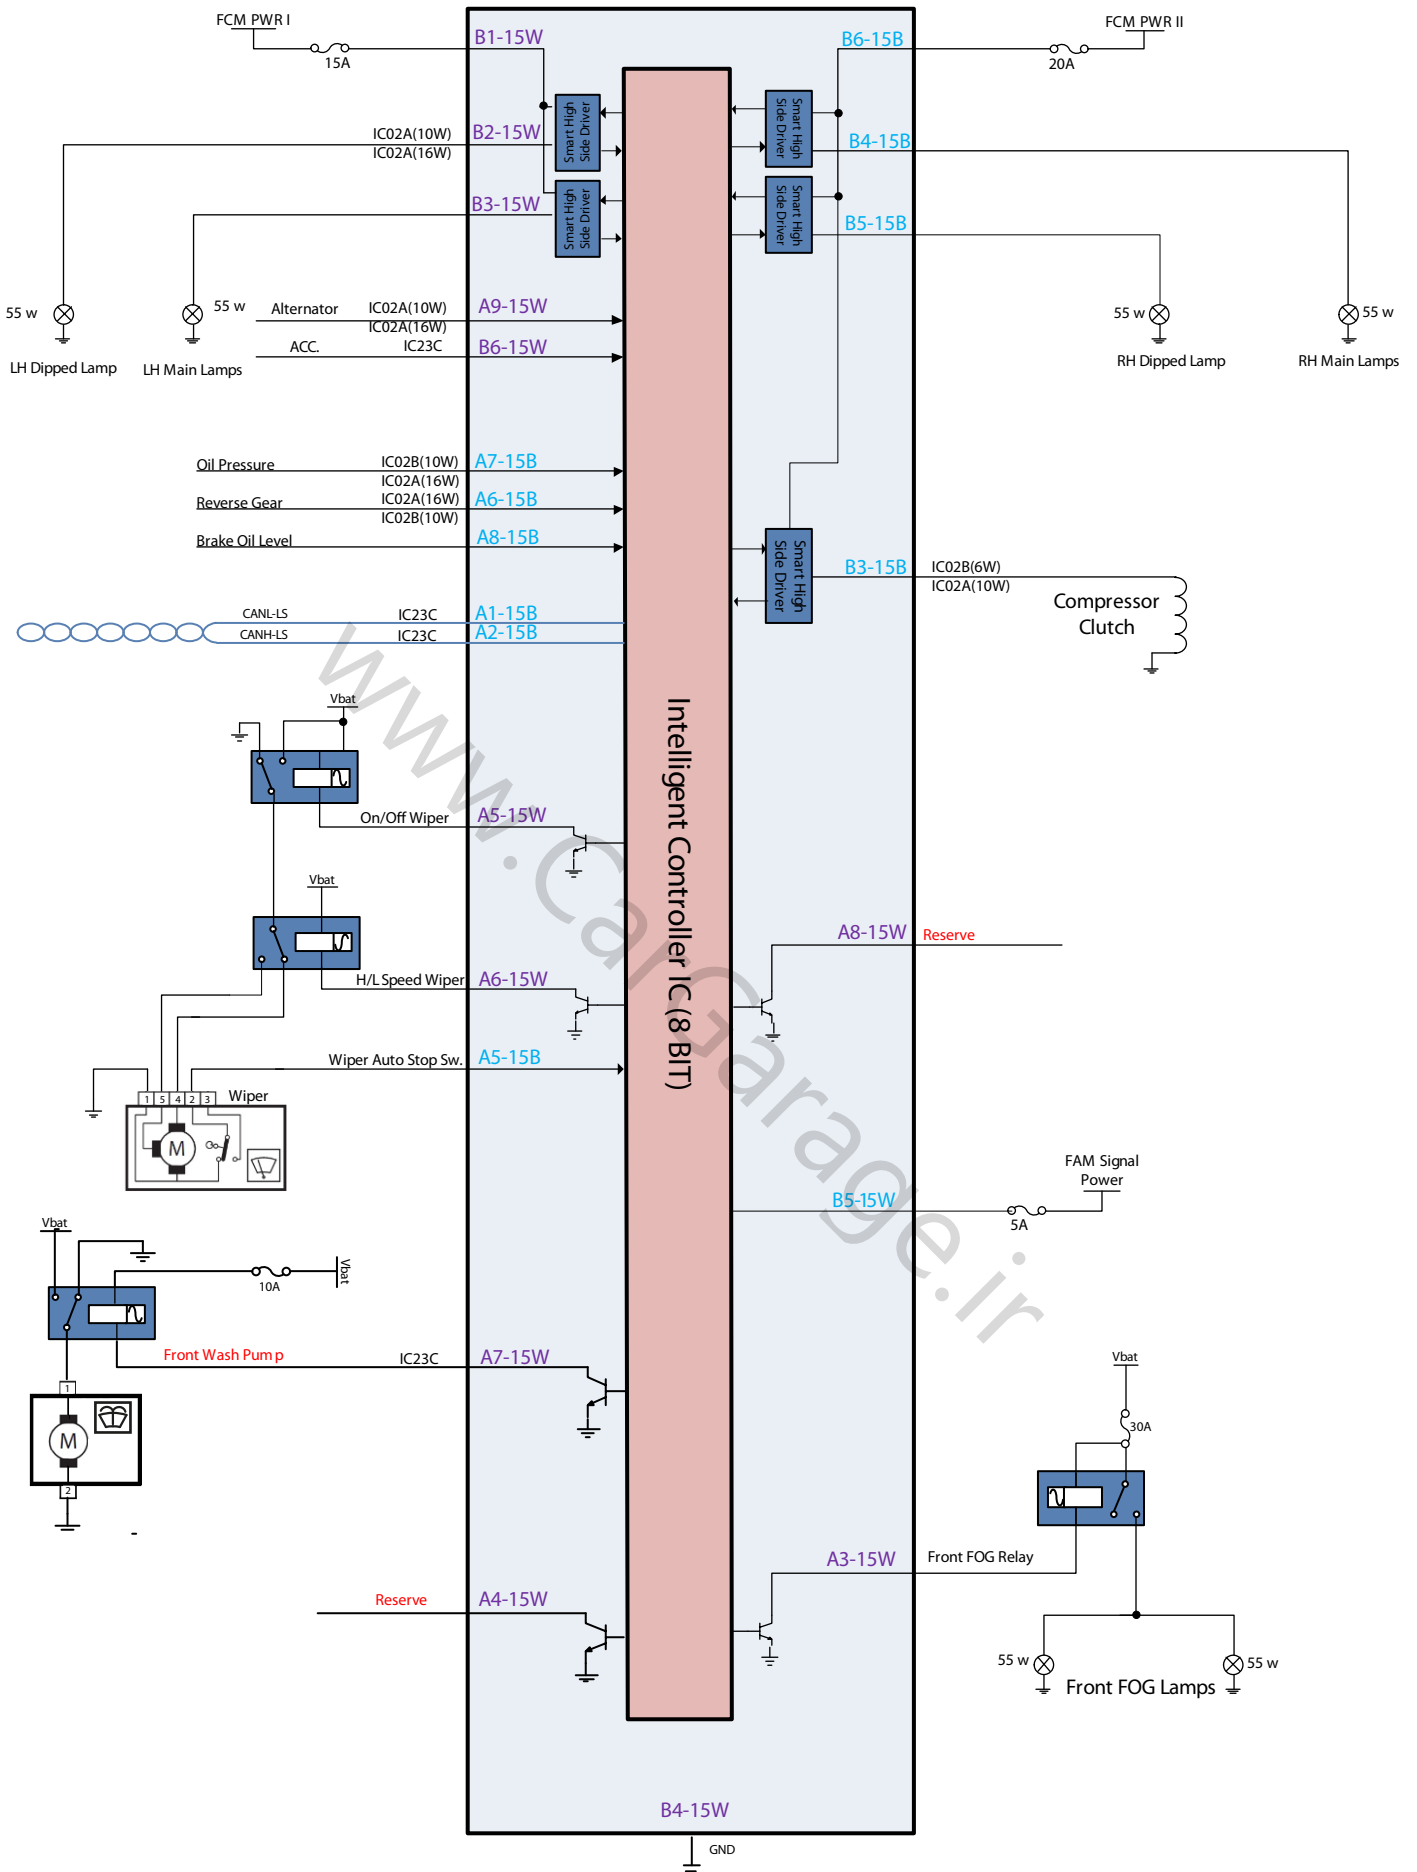 FCM PWR I
FCM PWR II
15A
20A
B1-15W
B6-15B
Smart High
Side Driver
Smart High
Side Driver
IC02A(10W)
IC02A(16W)
B2-15W
B4-15B
Smart High
Side Driver
Smart High
Side Driver
B3-15W
B5-15B
55 w
LH Dipped Lamp
55 w
LH Main Lamps
Alternator
IC02A(10W)
IC02A(16W)
A9-15W
ACC.
IC23C
B6-15W
55 w
RH Dipped Lamp
55 w
RH Main Lamps
Oil Pressure
IC02B(10W)
IC02A(16W)
A7-15B
Reverse Gear
IC02A(16W)
IC02B(10W)
A6-15B
Brake Oil Level
A8-15B
Smart High
Side Driver
B3-15B
IC02B(6W)
IC02A(10W)
Compressor
Clutch
CANL-LS
IC23C
A1-15B
CANH-LS
IC23C
A2-15B
Intelligent Controller IC (8 BIT)
www.CarGarage.ir
Vbat
On/Off Wiper
A5-15W
Vbat
H/L Speed Wiper
A6-15W
A8-15W
Reserve
Wiper Auto Stop Sw.
A5-15B
Wiper
1 5 4 2 3
M
FAM Signal
Power
B5-15W
5A
Vbat
10A
Vbat
Front Wash Pump
IC23C
A7-15W
1
M
2
-
Vbat
30A
A3-15W
Front FOG Relay
Reserve
A4-15W
55 w
55 w
Front FOG Lamps
B4-15W
GND